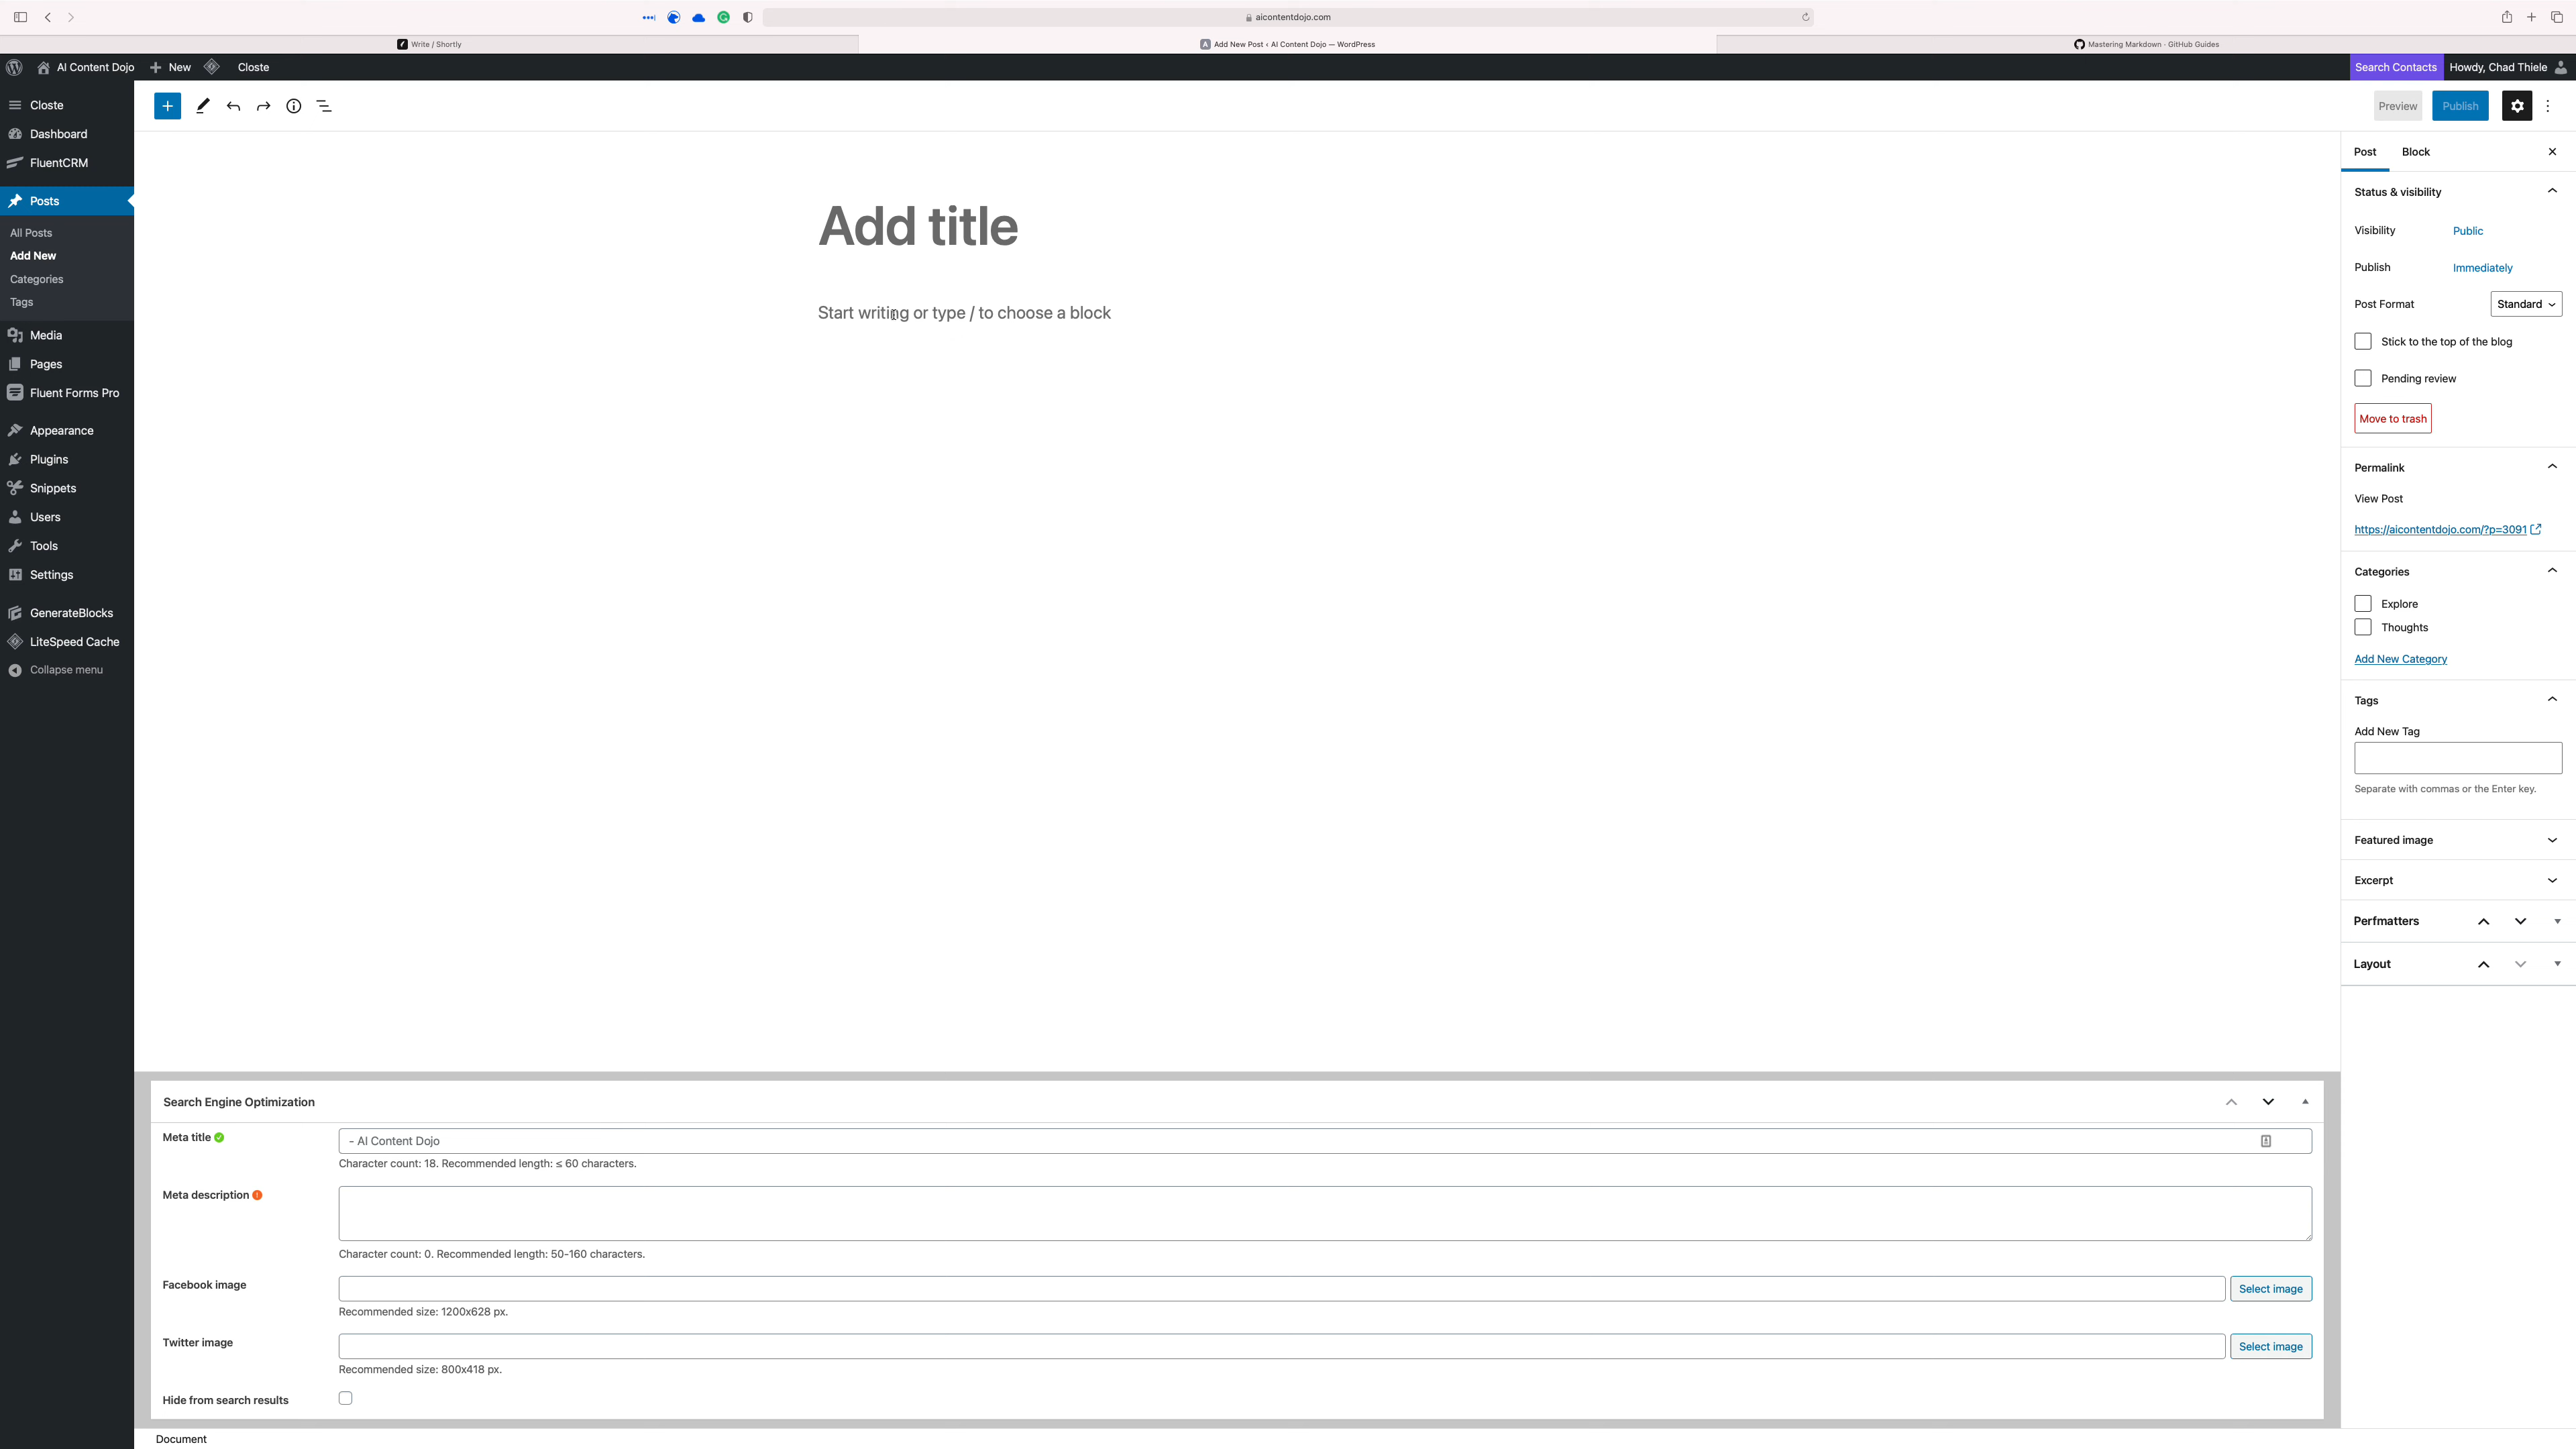 aicontentdojo.com
Write / Shortly
Add New Post ‹ AI Content Dojo — WordPress
Mastering Markdown · GitHub Guides
AI Content Dojo
New
Closte
Search Contacts
Howdy, Chad Thiele
Closte
Dashboard
FluentCRM
Posts
All Posts
Add New
Categories
Tags
Media
Pages
Fluent Forms Pro
Appearance
Plugins
Snippets
Users
Tools
Settings
GenerateBlocks
LiteSpeed Cache
Collapse menu
Preview
Publish
Add title
Start writing or type / to choose a block
Post
Block
Status & visibility
Visibility
Public
Publish
Immediately
Post Format
Standard
Stick to the top of the blog
Pending review
Move to trash
Permalink
View Post
https://aicontentdojo.com/?p=3091
Categories
Explore
Thoughts
Add New Category
Tags
Add New Tag
Separate with commas or the Enter key.
Featured image
Excerpt
Perfmatters
Layout
Search Engine Optimization
Meta title
- AI Content Dojo
Character count: 18. Recommended length: ≤ 60 characters.
Meta description
Character count: 0. Recommended length: 50-160 characters.
Facebook image
Select image
Recommended size: 1200x628 px.
Twitter image
Select image
Recommended size: 800x418 px.
Hide from search results
Document